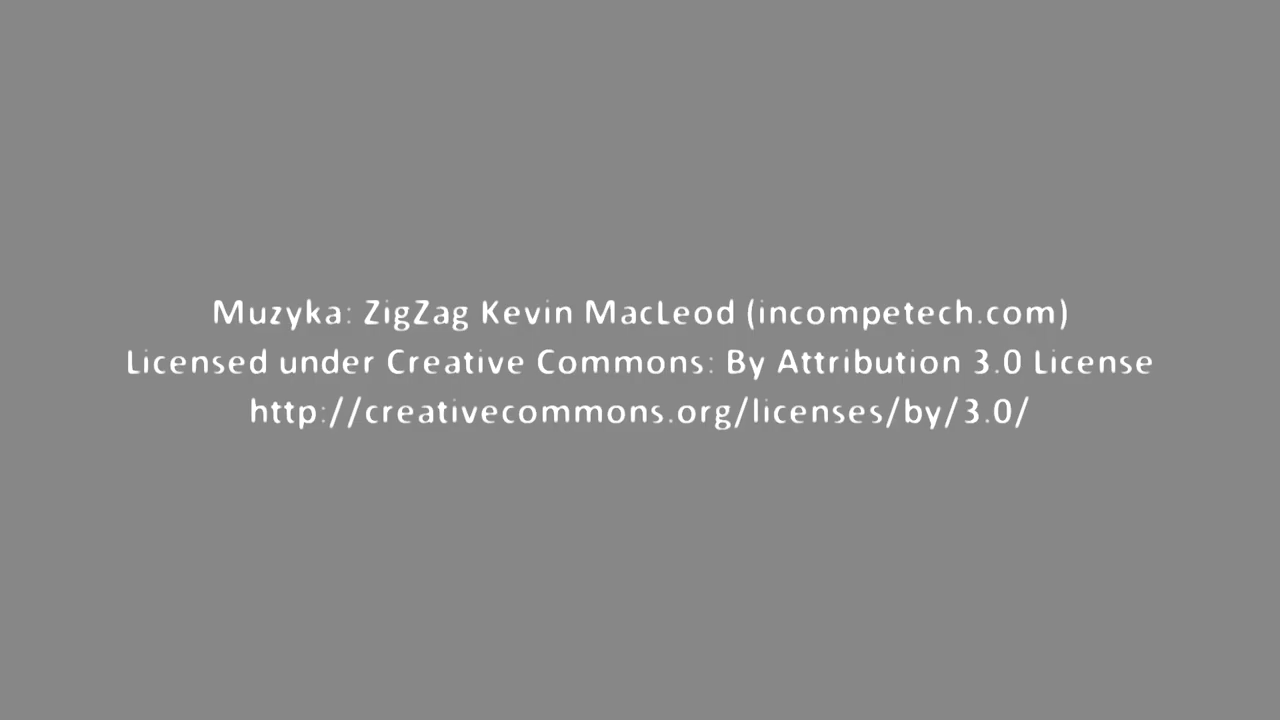 Muzyka: ZigZag Kevin MacLeod (incompetech.com)
Licensed under Creative Commons: By Attribution 3.0 License
http://creativecommons.org/licenses/by/3.0/